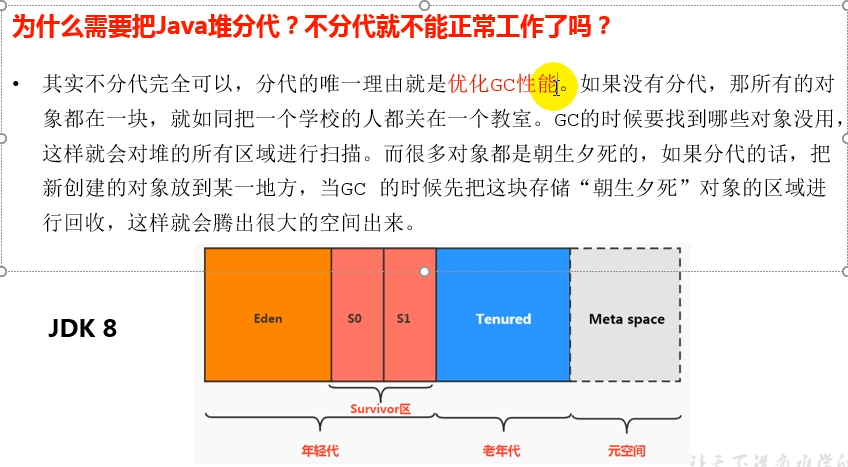 为什么需要把Java堆分代？不分代就不能正常工作了吗？
• 其实不分代完全可以，分代的唯一理由就是优化GC性能。如果没有分代，那所有的对
象都在一块，就如同把一个学校的人都关在一个教室。GC的时候要找到哪些对象没用，
这样就会对堆的所有区域进行扫描。而很多对象都是朝生夕死的，如果分代的话，把
新创建的对象放到某一地方，当GC 的时候先把这块存储“朝生夕死”对象的区域进
行回收，这样就会腾出很大的空间出来。
JDK 8
Eden
S0
S1
Tenured
Meta space
Survivor区
年轻代
老年代
元空间